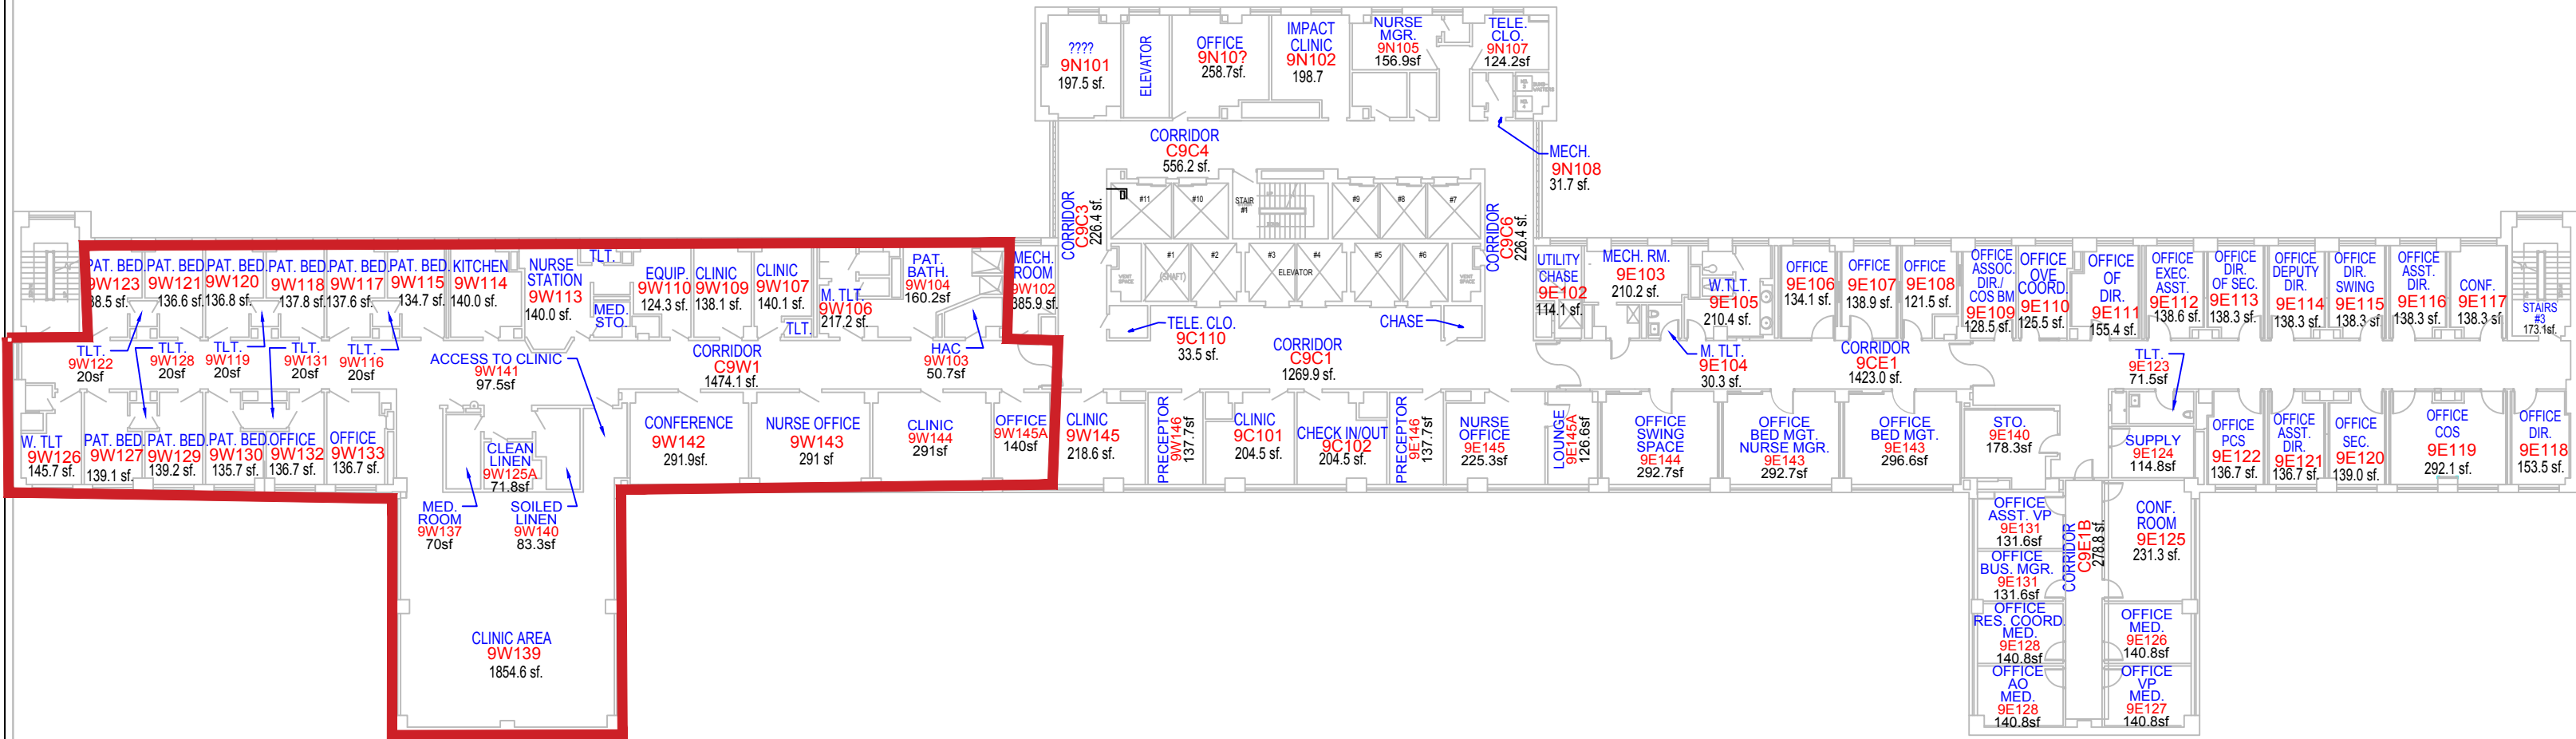 ????
9N101
197.5 sf.
ELEVATOR
OFFICE
9N10?
258.7sf.
IMPACT
CLINIC
9N102
198.7
NURSE
MGR.
9N105
156.9sf
TELE.
CLO.
9N107
124.2sf
CORRIDOR
C9C4
556.2 sf.
MECH.
9N108
31.7 sf.
CORRIDOR
C9C3
226.4 sf.
#11
#10
STAIR
#1
#9
#8
#7
CORRIDOR
C9C6
226.4 sf.
VENT
SPACE
#1
(SHAFT)
#2
#3
#4
ELEVATOR
#5
#6
VENT
SPACE
PAT. BED.
9W123
38.5 sf.
PAT. BED.
9W121
136.6 sf.
PAT. BED.
9W120
136.8 sf.
PAT. BED.
9W118
137.8 sf.
PAT. BED.
9W117
137.6 sf.
PAT. BED.
9W115
134.7 sf.
KITCHEN
9W114
140.0 sf.
NURSE
STATION
9W113
140.0 sf.
TLT.
MED.
STO.
EQUIP.
9W110
124.3 sf.
CLINIC
9W109
138.1 sf.
CLINIC
9W107
140.1 sf.
TLT.
M. TLT.
9W106
217.2 sf.
PAT.
BATH.
9W104
160.2sf
MECH.
ROOM
9W102
385.9 sf.
UTILITY
CHASE
9E102
114.1 sf.
MECH. RM.
9E103
210.2 sf.
W.TLT.
9E105
210.4 sf.
OFFICE
9E106
134.1 sf.
OFFICE
9E107
138.9 sf.
OFFICE
9E108
121.5 sf.
OFFICE
ASSOC.
DIR./
COS BM
9E109
128.5 sf.
OFFICE
OVE
COORD.
9E110
125.5 sf.
OFFICE
OF
DIR.
9E111
155.4 sf.
OFFICE
EXEC.
ASST.
9E112
138.6 sf.
OFFICE
DIR.
OF SEC.
9E113
138.3 sf.
OFFICE
DEPUTY
DIR.
9E114
138.3 sf.
OFFICE
DIR.
SWING
9E115
138.3 sf.
OFFICE
ASST.
DIR.
9E116
138.3 sf.
CONF.
9E117
138.3 sf.
STAIRS
#3
173.1sf.
TLT.
9W122
20sf
TLT.
9W128
20sf
TLT.
9W119
20sf
TLT.
9W131
20sf
TLT.
9W116
20sf
ACCESS TO CLINIC
9W141
97.5sf
CORRIDOR
C9W1
1474.1 sf.
HAC
9W103
50.7sf
TELE. CLO.
9C110
33.5 sf.
CORRIDOR
C9C1
1269.9 sf.
CHASE
M. TLT.
9E104
30.3 sf.
CORRIDOR
9CE1
1423.0 sf.
TLT.
9E123
71.5sf
W. TLT
9W126
145.7 sf.
PAT. BED.
9W127
139.1 sf.
PAT. BED.
9W129
139.2 sf.
PAT. BED.
9W130
135.7 sf.
OFFICE
9W132
136.7 sf.
OFFICE
9W133
136.7 sf.
CLEAN
LINEN
9W125A
71.8sf
CONFERENCE
9W142
291.9sf.
NURSE OFFICE
9W143
291 sf
CLINIC
9W144
291sf
OFFICE
9W145A
140sf
CLINIC
9W145
218.6 sf.
PRECEPTOR
9W146
137.7sf
CLINIC
9C101
204.5 sf.
CHECK IN/OUT
9C102
204.5 sf.
PRECEPTOR
9E146
137.7sf
NURSE
OFFICE
9E145
225.3sf
LOUNGE
9E145A
126.6sf
OFFICE
SWING
SPACE
9E144
292.7sf
OFFICE
BED MGT.
NURSE MGR.
9E143
292.7sf
OFFICE
BED MGT.
9E143
296.6sf
STO.
9E140
178.3sf
SUPPLY
9E124
114.8sf
OFFICE
PCS
9E122
136.7 sf
OFFICE
ASST.
DIR.
9E121
136.7 sf.
OFFICE
SEC.
9E120
139.0 sf.
OFFICE
COS
9E119
292.1 sf.
OFFICE
DIR.
9E118
153.5 sf.
MED.
ROOM
9W137
70sf
SOILED
LINEN
9W140
83.3sf
CLINIC AREA
9W139
1854.6 sf.
OFFICE
ASST. VP
9E131
131.6sf
OFFICE
BUS. MGR.
9E131
131.6sf
OFFICE
RES. COORD.
MED.
9E128
140.8sf
OFFICE
AO
MED.
9E128
140.8sf
CORRIDOR
C9E1B
278.8 sf.
CONF.
ROOM
9E125
231.3 sf.
OFFICE
MED.
9E126
140.8sf
OFFICE
VP
MED.
9E127
140.8sf